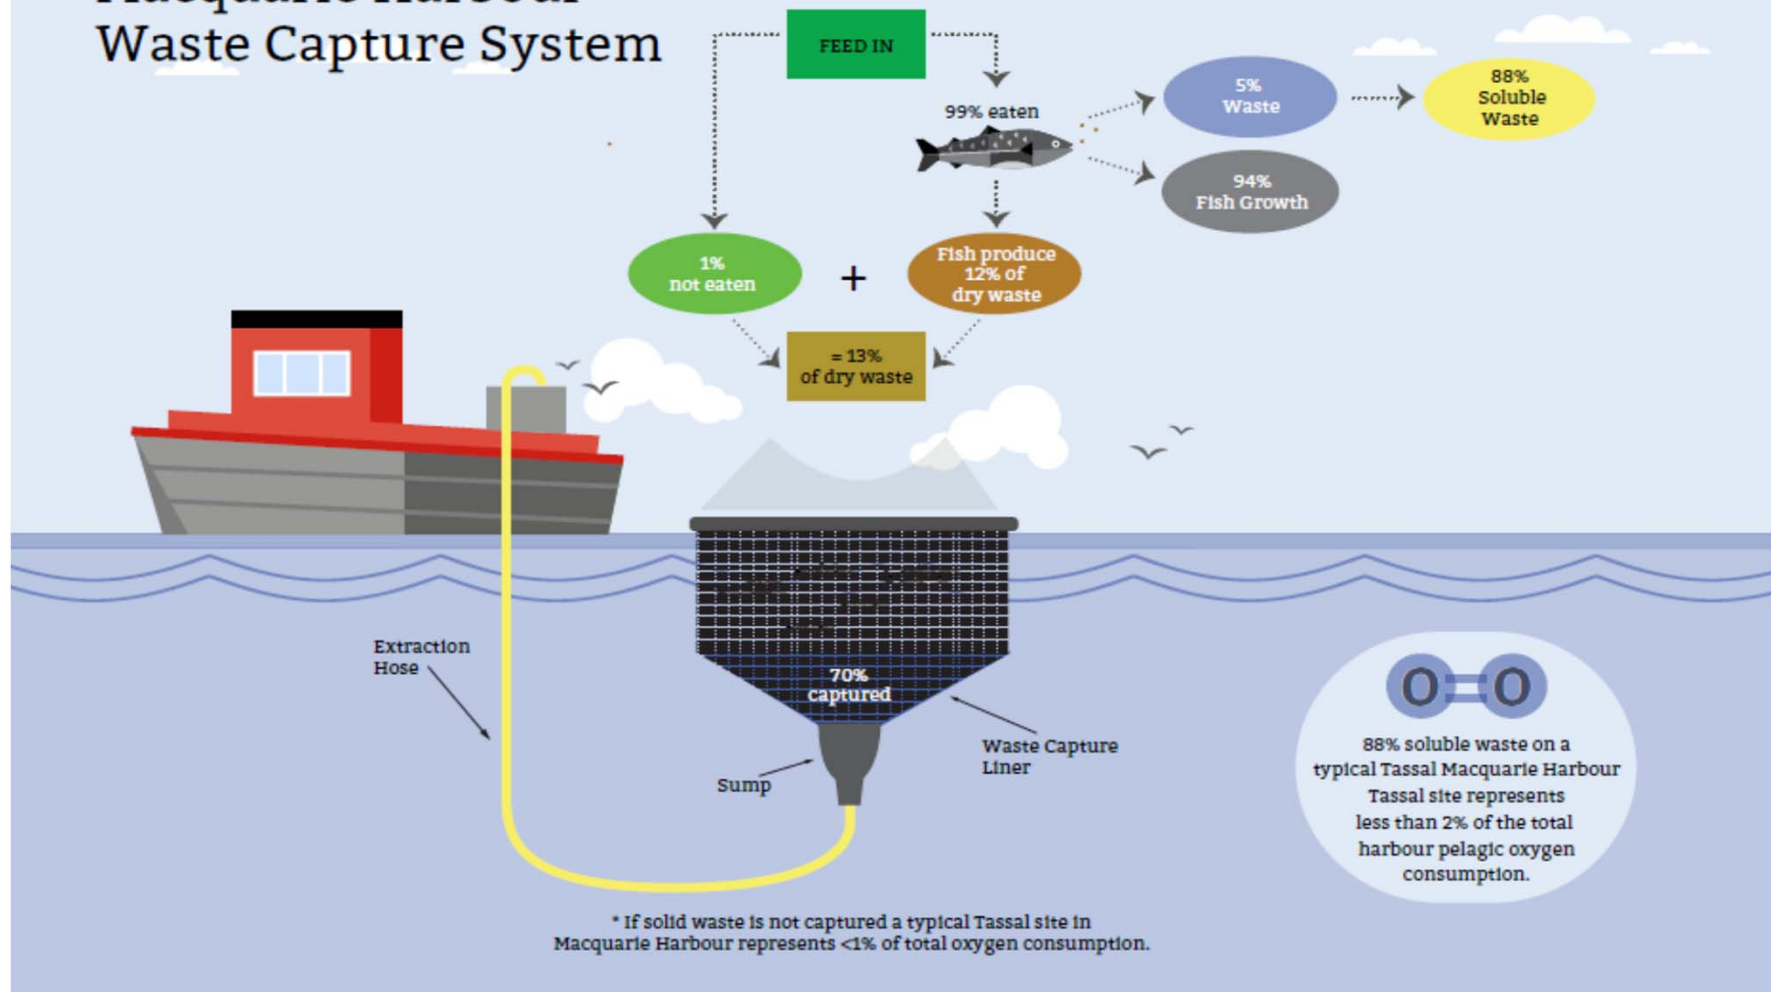 Macquarie Harbour
Waste Capture System
FEED IN
99% eaten
5%
Waste
88%
Soluble
Waste
94%
Fish Growth
1%
not eaten
+
Fish produce
12% of
dry waste
= 13%
of dry waste
Extraction
Hose
70%
captured
Waste Capture
Liner
Sump
O=O
88% soluble waste on a
typical Tassal Macquarie Harbour
Tassal site represents
less than 2% of the total
harbour pelagic oxygen
consumption.
* If solid waste is not captured a typical Tassal site in
Macquarie Harbour represents <1% of total oxygen consumption.